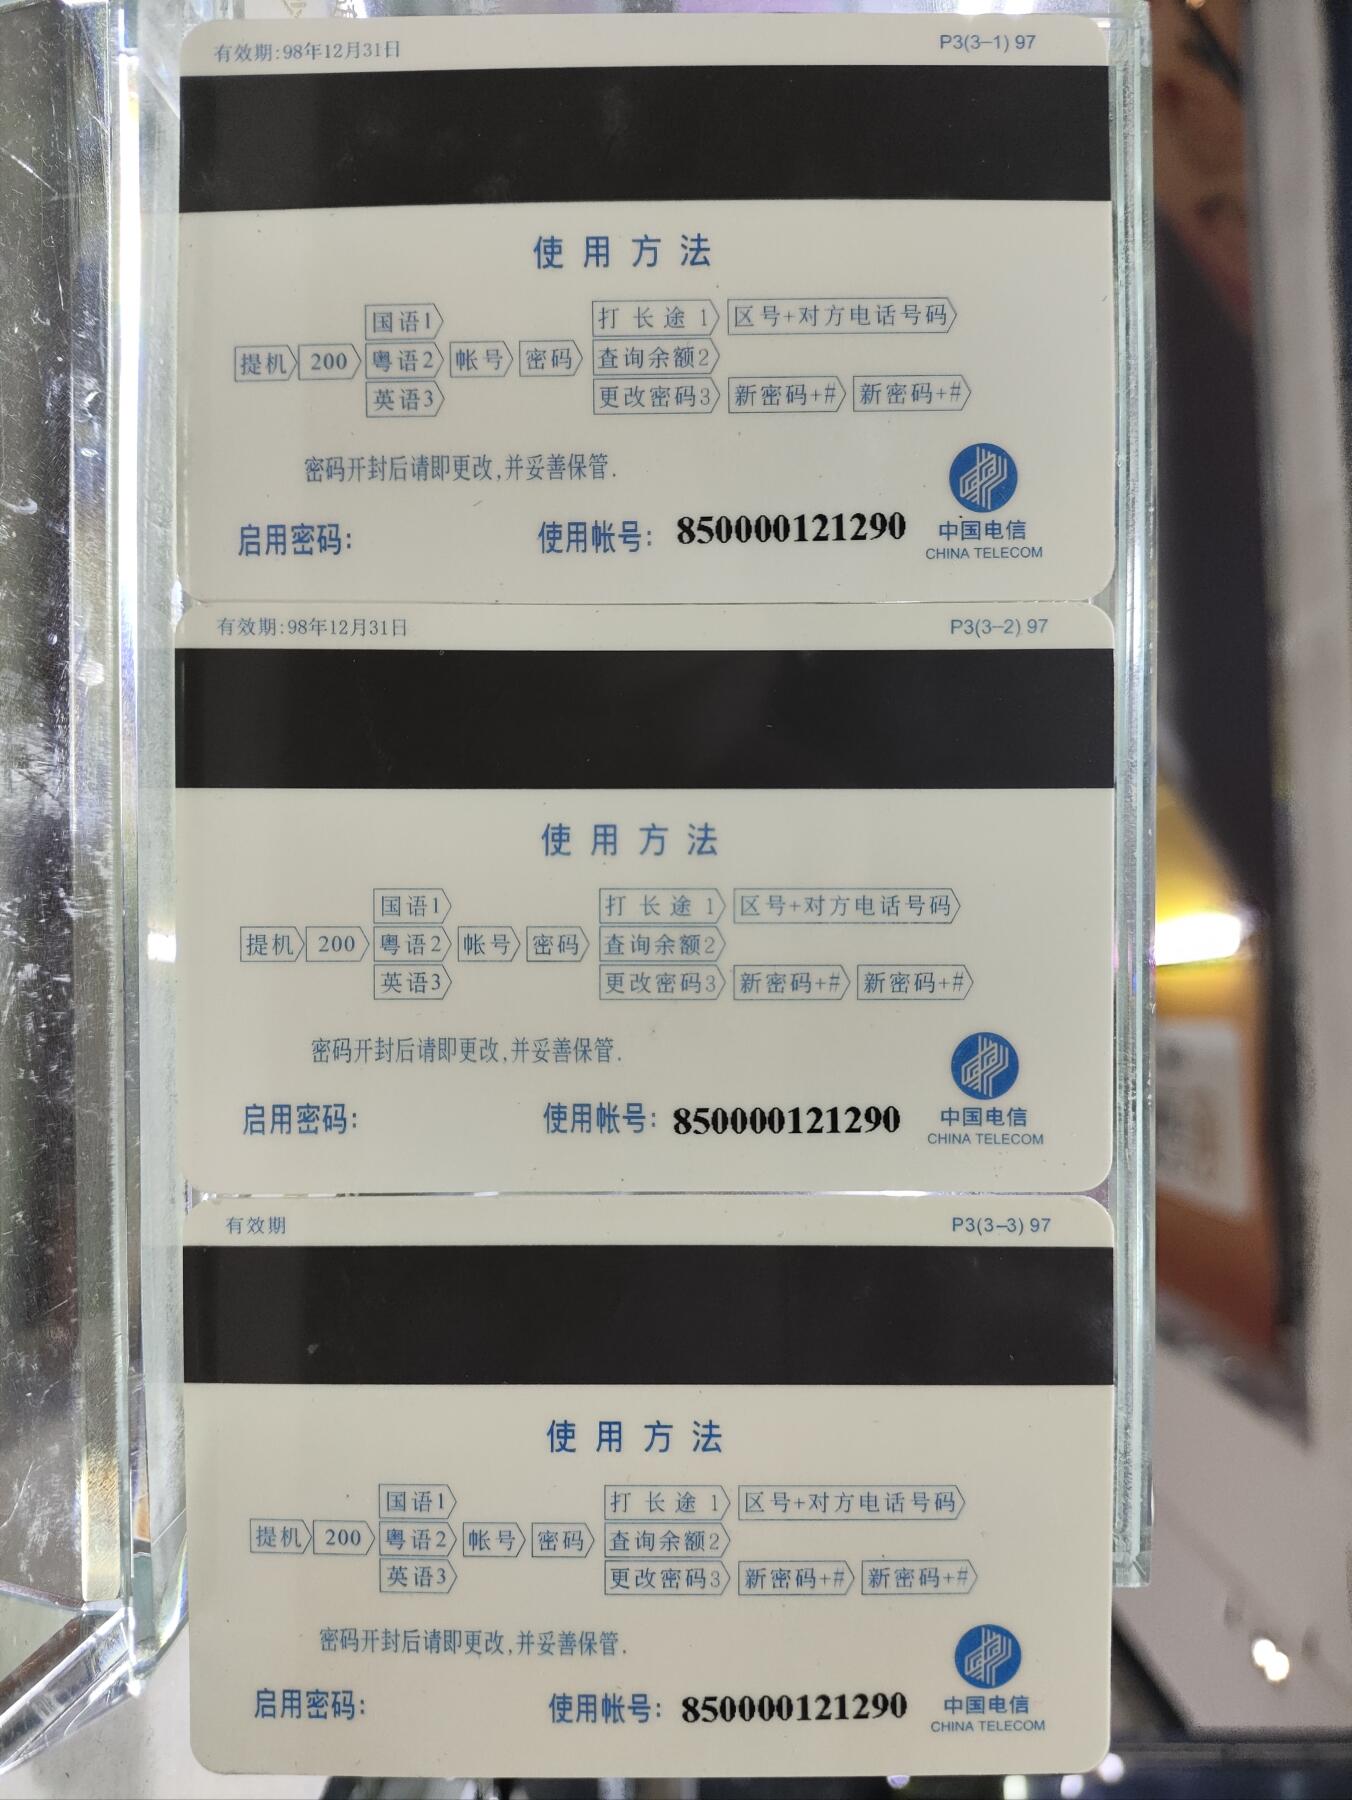 有效期:98年12月31日 P3(3-1) 97
使用方法
国语1 打长途1 区号+对方电话号码
提机 200 粤语2 帐号 密码 查询余额2
英语3 更改密码3 新密码+# 新密码+#
密码开封后请即更改,并妥善保管.
启用密码: 使用帐号: 850000121290 中国电信
CHINA TELECOM
有效期:98年12月31日 P3(3-2) 97
使用方法
国语1 打长途1 区号+对方电话号码
提机 200 粤语2 帐号 密码 查询余额2
英语3 更改密码3 新密码+# 新密码+#
密码开封后请即更改,并妥善保管.
启用密码: 使用帐号: 850000121290 中国电信
CHINA TELECOM
有效期 P3(3-3) 97
使用方法
国语1 打长途1 区号+对方电话号码
提机 200 粤语2 帐号 密码 查询余额2
英语3 更改密码3 新密码+# 新密码+#
密码开封后请即更改,并妥善保管.
启用密码: 使用帐号: 850000121290 中国电信
CHINA TELECOM